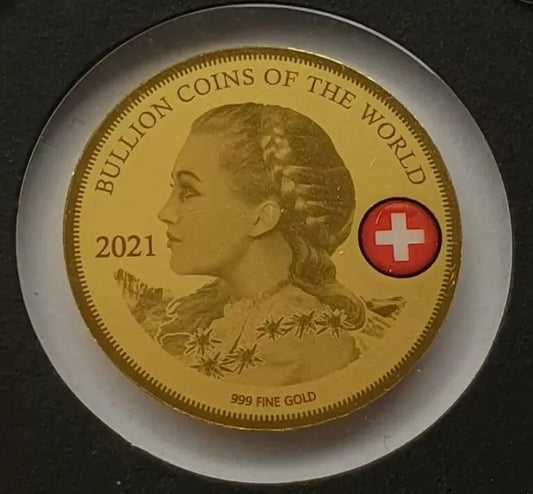 BULLION COINS OF THE WORLD
2021
999 FINE GOLD